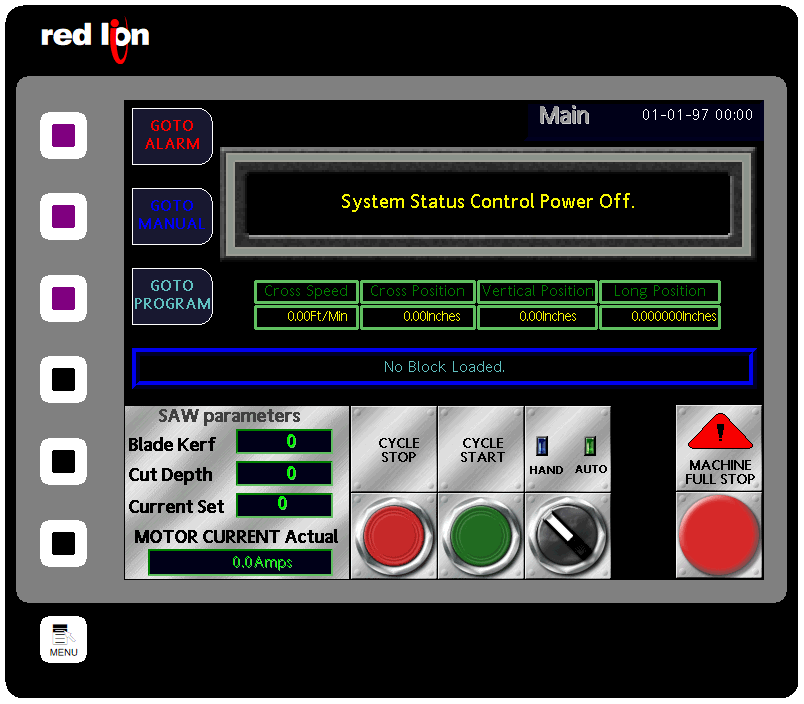 red lion
GOTO
ALARM
Main
01-01-97 00:00
System Status Control Power Off.
GOTO
MANUAL
GOTO
PROGRAM
Cross Speed Cross Position Vertical Position Long Position
0.00Ft/Min 0.00Inches 0.00Inches 0.000000Inches
No Block Loaded.
SAW parameters
Blade Kerf 0
Cut Depth 0
Current Set 0
MOTOR CURRENT Actual
0.0Amps
CYCLE
STOP
CYCLE
START
HAND AUTO
!
MACHINE
FULL STOP
MENU